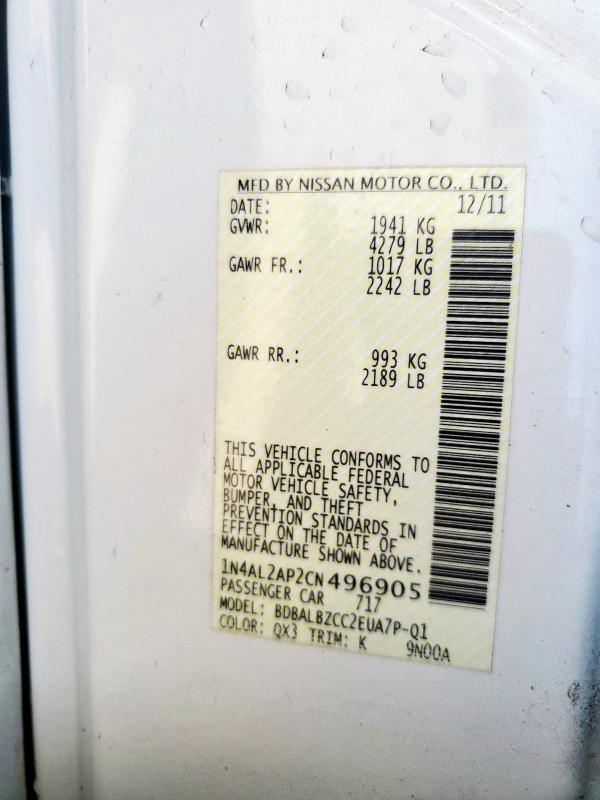 MFD BY NISSAN MOTOR CO., LTD.
DATE: 12/11
GVWR: 1941 KG
4279 LB
GAWR FR.: 1017 KG
2242 LB
GAWR RR.: 993 KG
2189 LB
THIS VEHICLE CONFORMS TO
ALL APPLICABLE FEDERAL
MOTOR VEHICLE SAFETY,
BUMPER, AND THEFT
PREVENTION STANDARDS IN
EFFECT ON THE DATE OF
MANUFACTURE SHOWN ABOVE.
1N4AL2AP2CN496905
PASSENGER CAR 717
MODEL: BDBALBZCC2EUA7P-Q1
COLOR: QX3 TRIM: K 9N00A